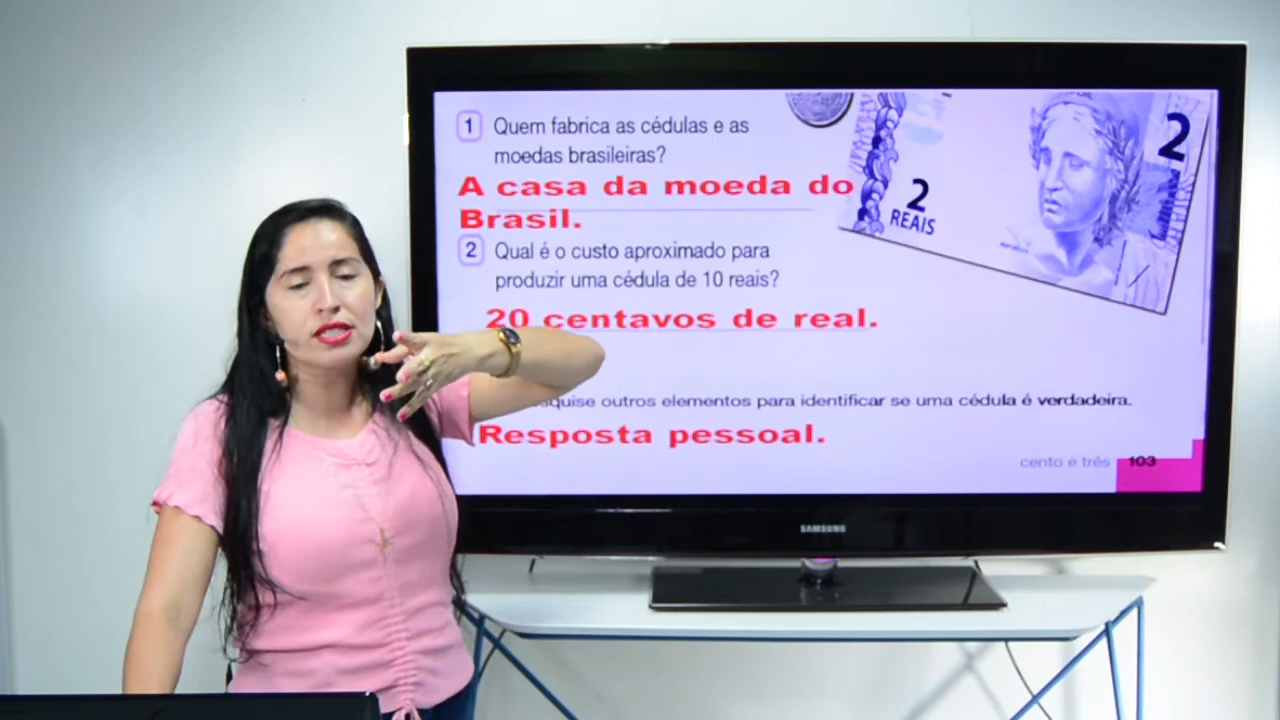 1 Quem fabrica as cédulas e as
moedas brasileiras?
A casa da moeda do
Brasil.
2 Qual é o custo aproximado para
produzir uma cédula de 10 reais?
20 centavos de real.
outros elementos para identificar se uma cédula é verdadeira.
Resposta pessoal.
cento e três 103
2
REAIS
2
SAMSUNG